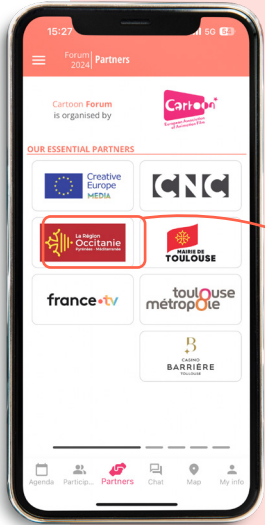 15:27
5G 54
Forum
2024
Partners
Cartoon Forum
is organised by
Cartoon
European Association
of Animation Film
OUR ESSENTIAL PARTNERS
Creative
Europe
MEDIA
CNC
La Région
Occitanie
Pyrénées - Méditerranée
MAIRIE DE
TOULOUSE
france•tv
toulouse
métropole
B
CASINO
BARRIÈRE
TOULOUSE
Agenda
Particip...
Partners
Chat
Map
My info